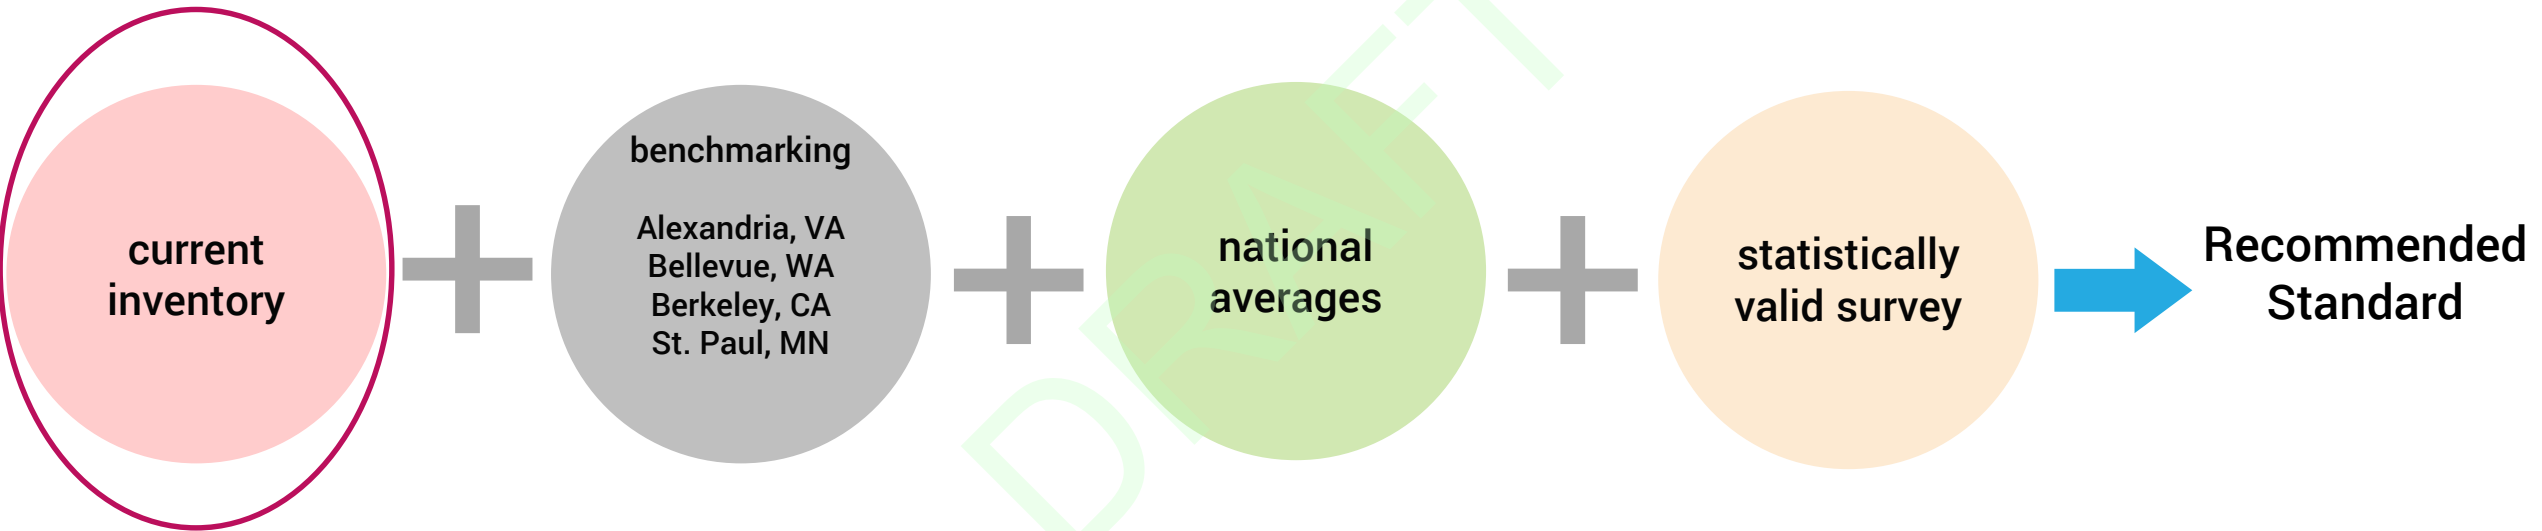 current
inventory
benchmarking
Alexandria, VA
Bellevue, WA
Berkeley, CA
St. Paul, MN
national
averages
statistically
valid survey
Recommended
Standard
DRAFT